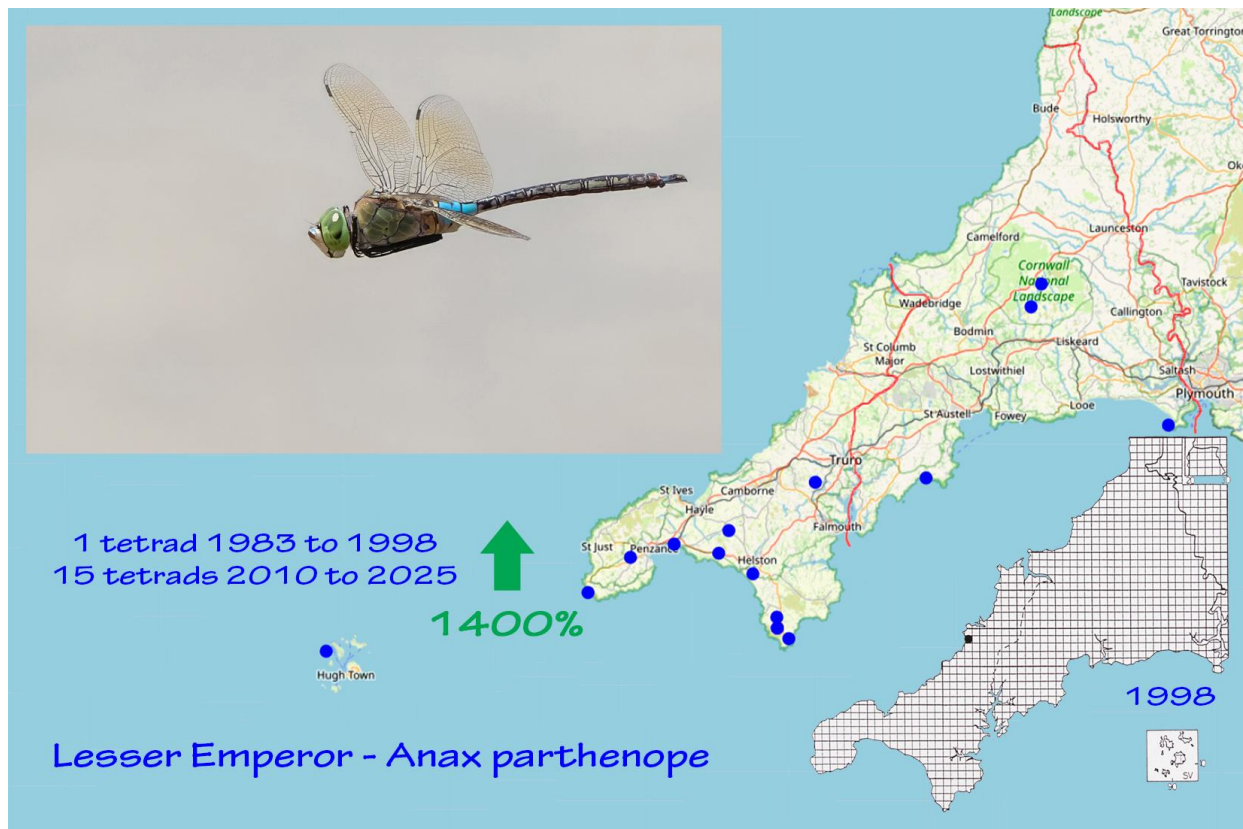 Landscape
Great Torrington
Bude
Holsworthy
Camelford
Launceston
Cornwall
National
Landscape
Tavistock
Wadebridge
Callington
Bodmin
Liskeard
St Columb
Major
Lostwithiel
Saltash
Plymouth
St Austell
Fowey
Looe
Truro
St Ives
Camborne
Hayle
Falmouth
St Just
Penzance
Helston
1 tetrad 1983 to 1998
15 tetrads 2010 to 2025
1400%
Hugh Town
1998
Lesser Emperor - Anax parthenope
SV